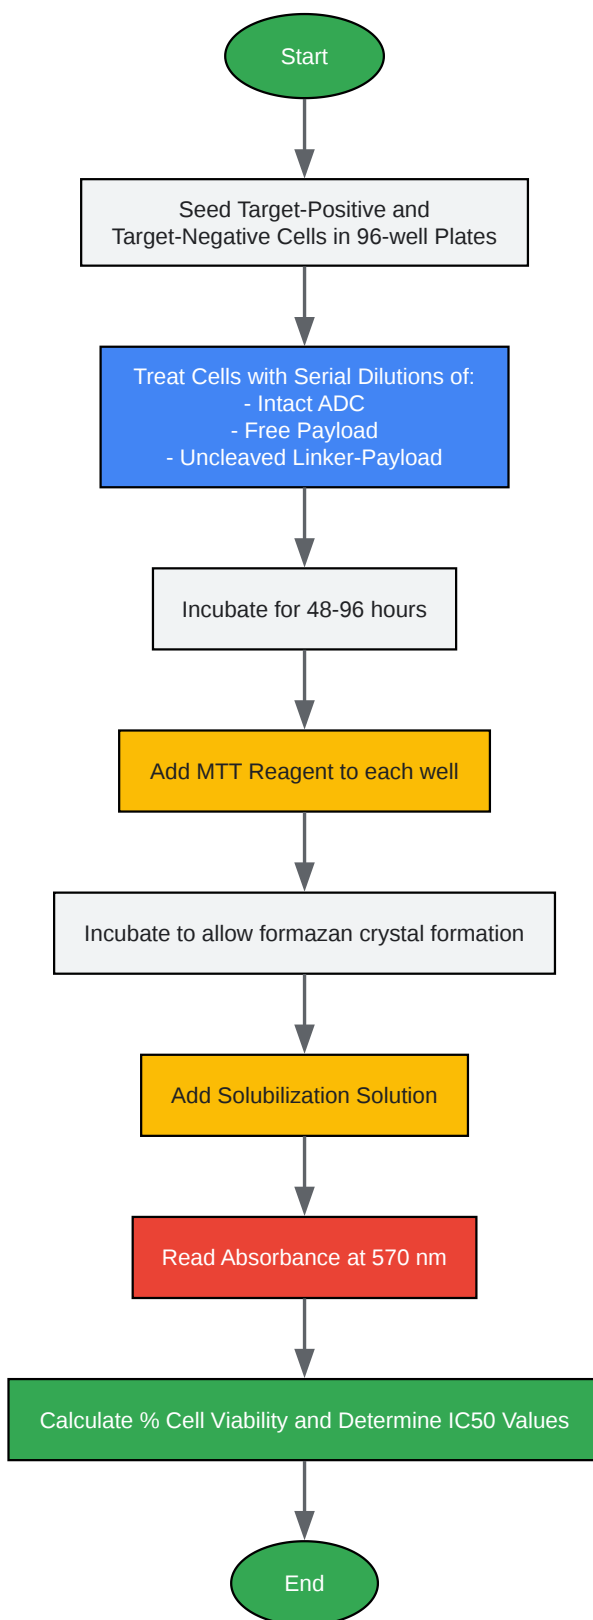 Start
Seed Target-Positive and
Target-Negative Cells in 96-well Plates
Treat Cells with Serial Dilutions of:
- Intact ADC
- Free Payload
- Uncleaved Linker-Payload
Incubate for 48-96 hours
Add MTT Reagent to each well
Incubate to allow formazan crystal formation
Add Solubilization Solution
Read Absorbance at 570 nm
Calculate % Cell Viability and Determine IC50 Values
End